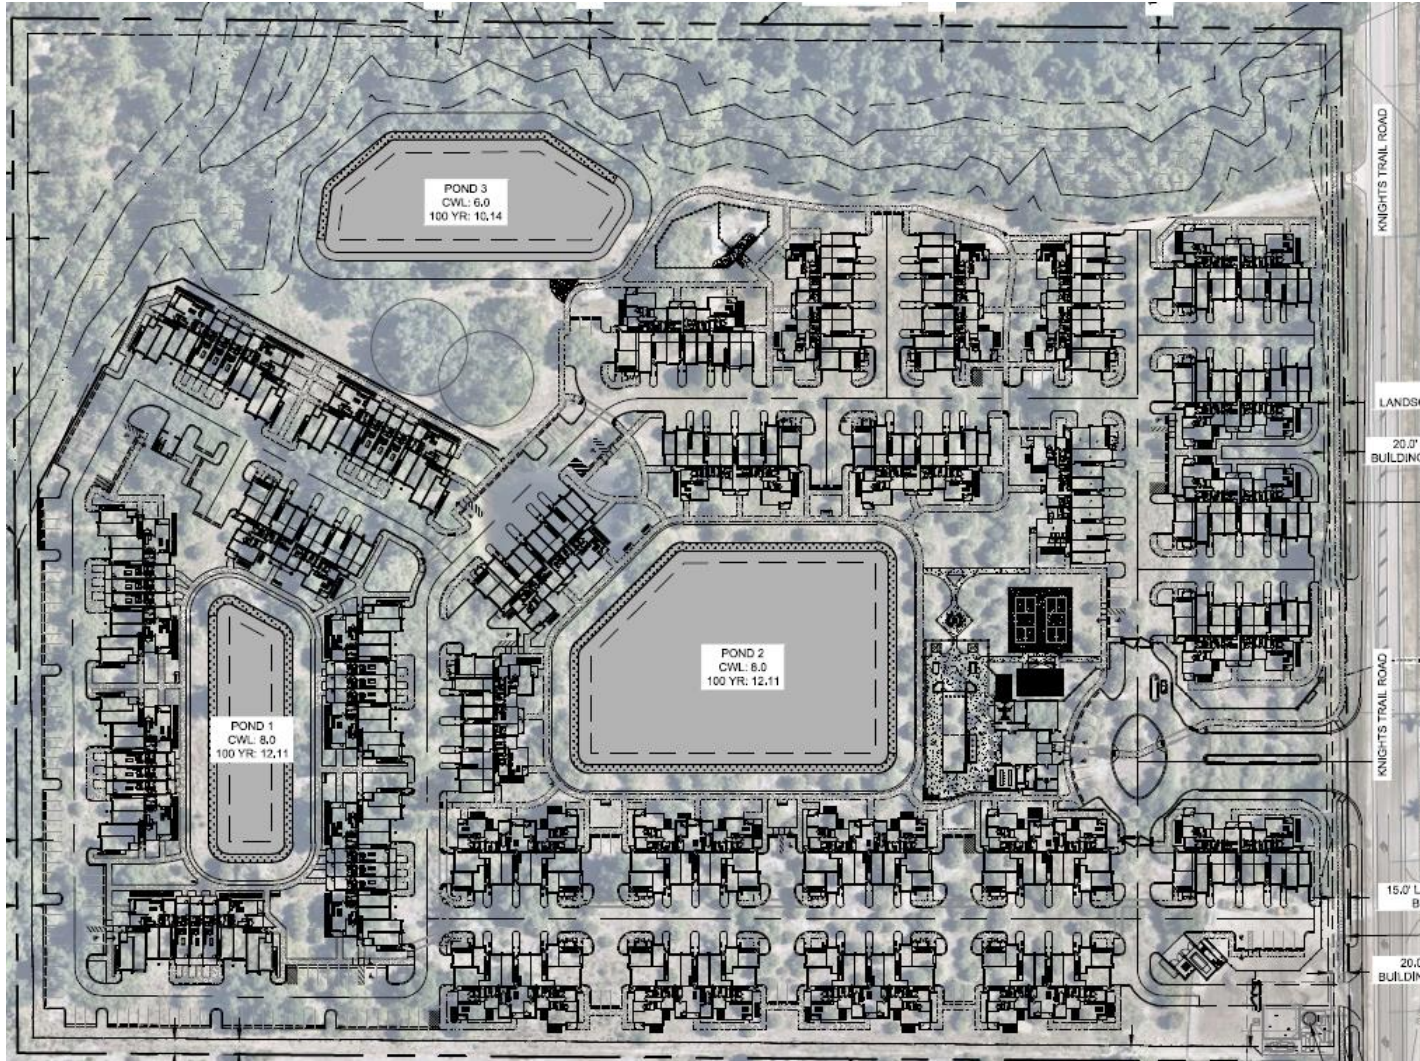 POND 3
CWL: 6.0
100 YR: 10.14
KNIGHTS TRAIL ROAD
LANDS
20.0'
BUILDING
POND 2
CWL: 8.0
100 YR: 12.11
POND 1
CWL: 8.0
100 YR: 12.11
KNIGHTS TRAIL ROAD
15.0' L
B
20.0
BUILDIN